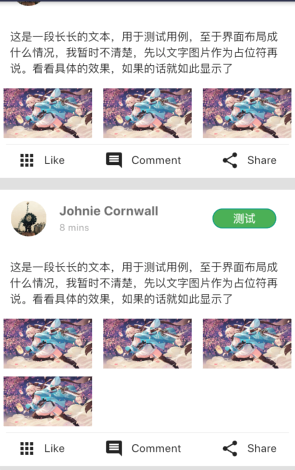 这是一段长长的文本，用于测试用例，至于界面布局成
什么情况，我暂时不清楚，先以文字图片作为占位符再
说。看看具体的效果，如果的话就如此显示了
Like Comment Share
Johnie Cornwall
8 mins
测试
这是一段长长的文本，用于测试用例，至于界面布局成
什么情况，我暂时不清楚，先以文字图片作为占位符再
说。看看具体的效果，如果的话就如此显示了
Like Comment Share